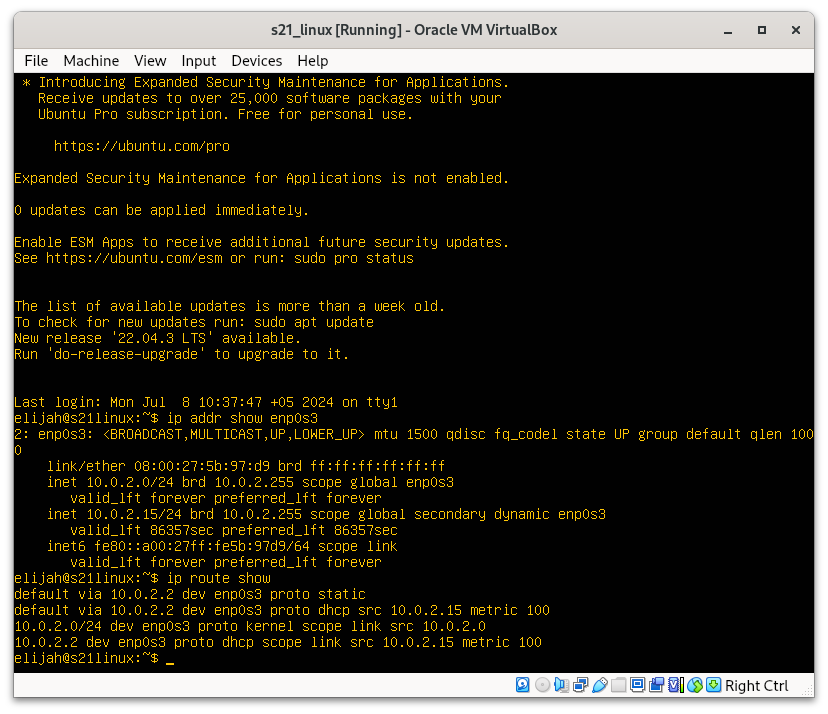 s21_linux [Running] - Oracle VM VirtualBox
File Machine View Input Devices Help
* Introducing Expanded Security Maintenance for Applications.
Receive updates to over 25,000 software packages with your
Ubuntu Pro subscription. Free for personal use.
https://ubuntu.com/pro
Expanded Security Maintenance for Applications is not enabled.
0 updates can be applied immediately.
Enable ESM Apps to receive additional future security updates.
See https://ubuntu.com/esm or run: sudo pro status
The list of available updates is more than a week old.
To check for new updates run: sudo apt update
New release '22.04.3 LTS' available.
Run 'do-release-upgrade' to upgrade to it.
Last login: Mon Jul  8 10:37:47 +05 2024 on tty1
elijah@s21linux:~$ ip addr show enp0s3
2: enp0s3: <BROADCAST,MULTICAST,UP,LOWER_UP> mtu 1500 qdisc fq_codel state UP group default qlen 100
0
link/ether 08:00:27:5b:97:d9 brd ff:ff:ff:ff:ff:ff
inet 10.0.2.0/24 brd 10.0.2.255 scope global enp0s3
valid_lft forever preferred_lft forever
inet 10.0.2.15/24 brd 10.0.2.255 scope global secondary dynamic enp0s3
valid_lft 86357sec preferred_lft 86357sec
inet6 fe80::a00:27ff:fe5b:97d9/64 scope link
valid_lft forever preferred_lft forever
elijah@s21linux:~$ ip route show
default via 10.0.2.2 dev enp0s3 proto static
default via 10.0.2.2 dev enp0s3 proto dhcp src 10.0.2.15 metric 100
10.0.2.0/24 dev enp0s3 proto kernel scope link src 10.0.2.0
10.0.2.2 dev enp0s3 proto dhcp scope link src 10.0.2.15 metric 100
elijah@s21linux:~$ _
Right Ctrl